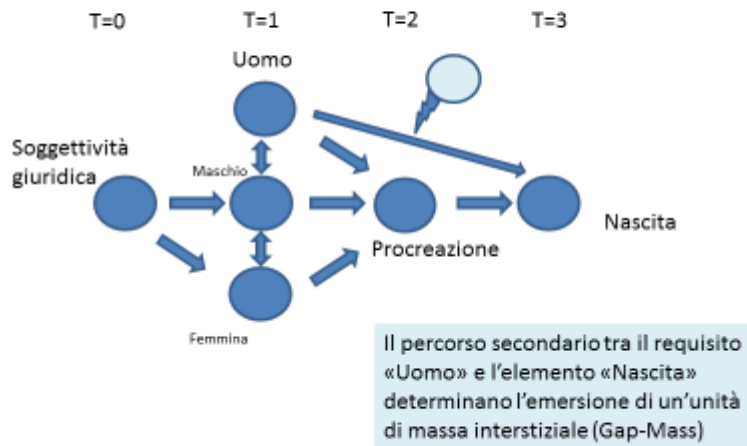 T=0 T=1 T=2 T=3
Uomo
Soggettività
giuridica
Maschio
Procreazione
Nascita
Femmina
Il percorso secondario tra il requisito
«Uomo» e l'elemento «Nascita»
determinano l'emersione di un'unità
di massa interstiziale (Gap-Mass)